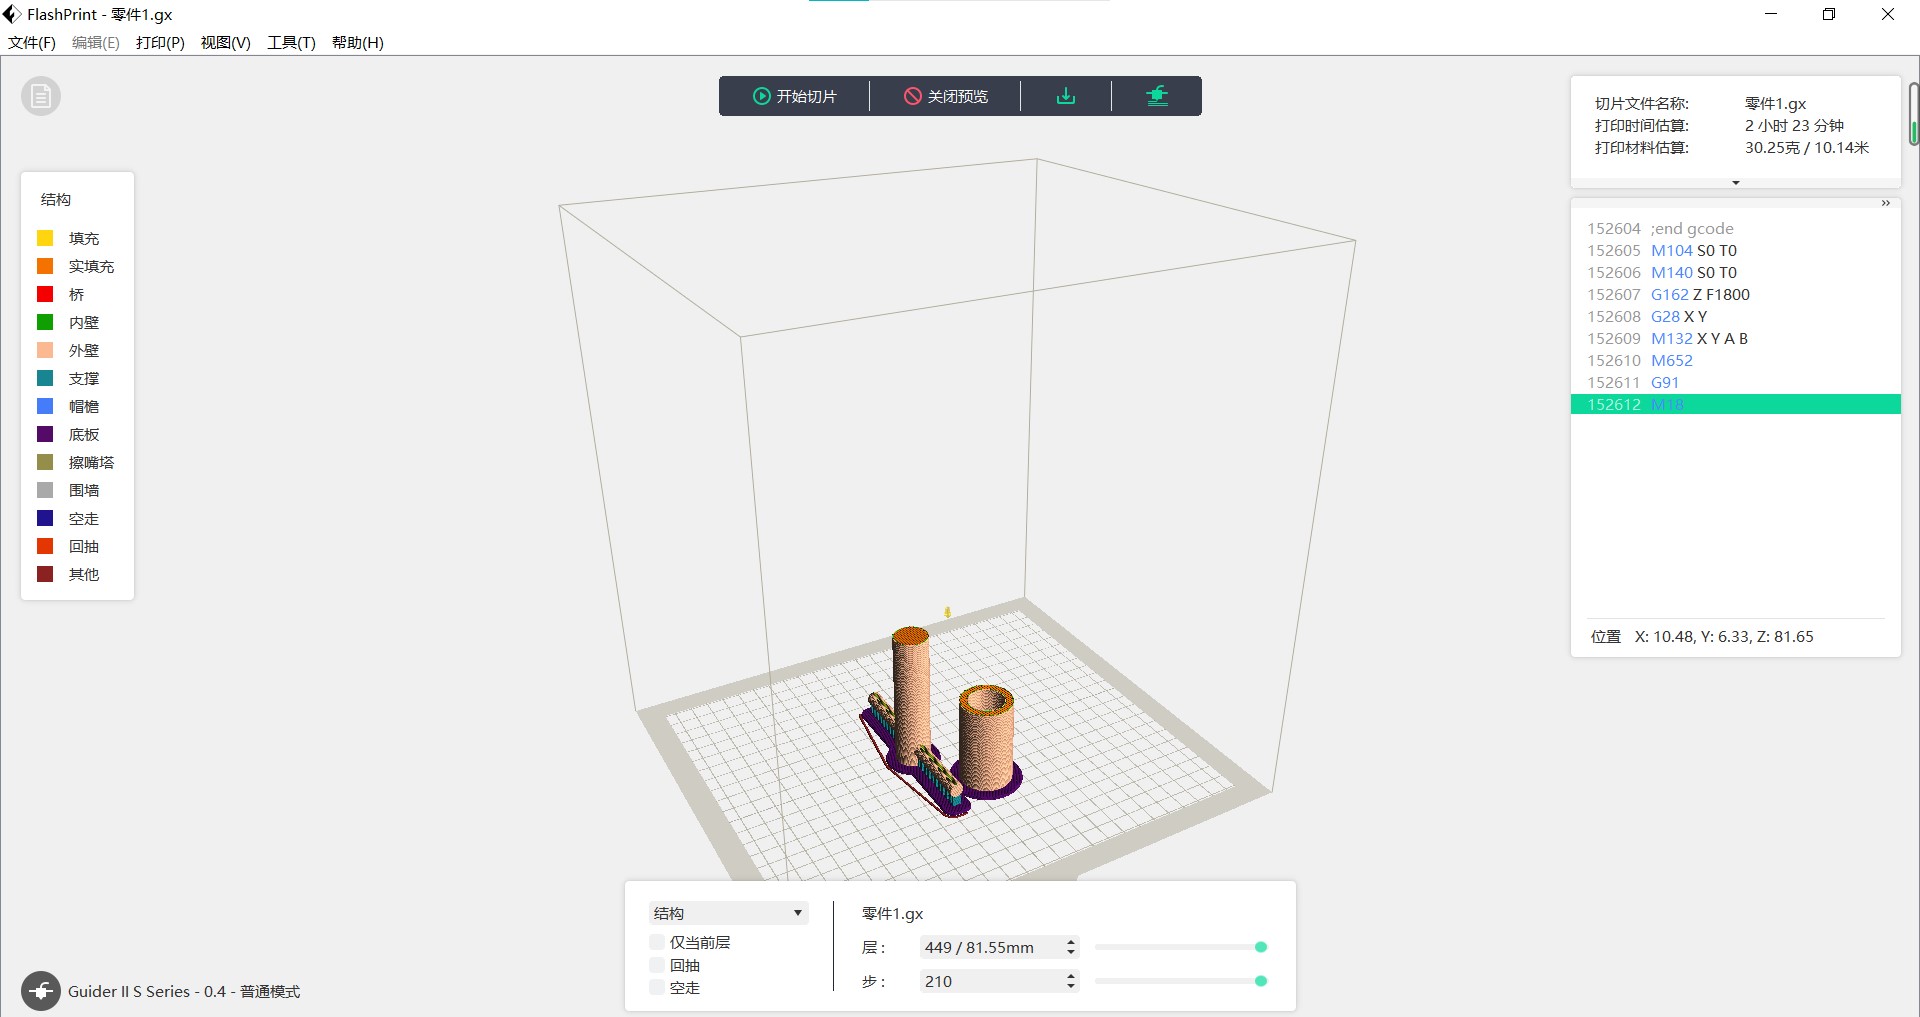 FlashPrint - 零件1.gx
文件(F) 编辑(E) 打印(P) 视图(V) 工具(T) 帮助(H)
开始切片 关闭预览
切片文件名称: 零件1.gx
打印时间估算: 2 小时 23 分钟
打印材料估算: 30.25克 / 10.14米
结构
填充
实填充
桥
内壁
外壁
支撑
帽檐
底板
擦嘴塔
围墙
空走
回抽
其他
152604 ;end gcode
152605 M104 S0 T0
152606 M140 S0 T0
152607 G162 Z F1800
152608 G28 X Y
152609 M132 X Y A B
152610 M652
152611 G91
152612 M18
位置 X: 10.48, Y: 6.33, Z: 81.65
结构
仅当前层
回抽
空走
零件1.gx
层: 449 / 81.55mm
步: 210
Guider II S Series - 0.4 - 普通模式